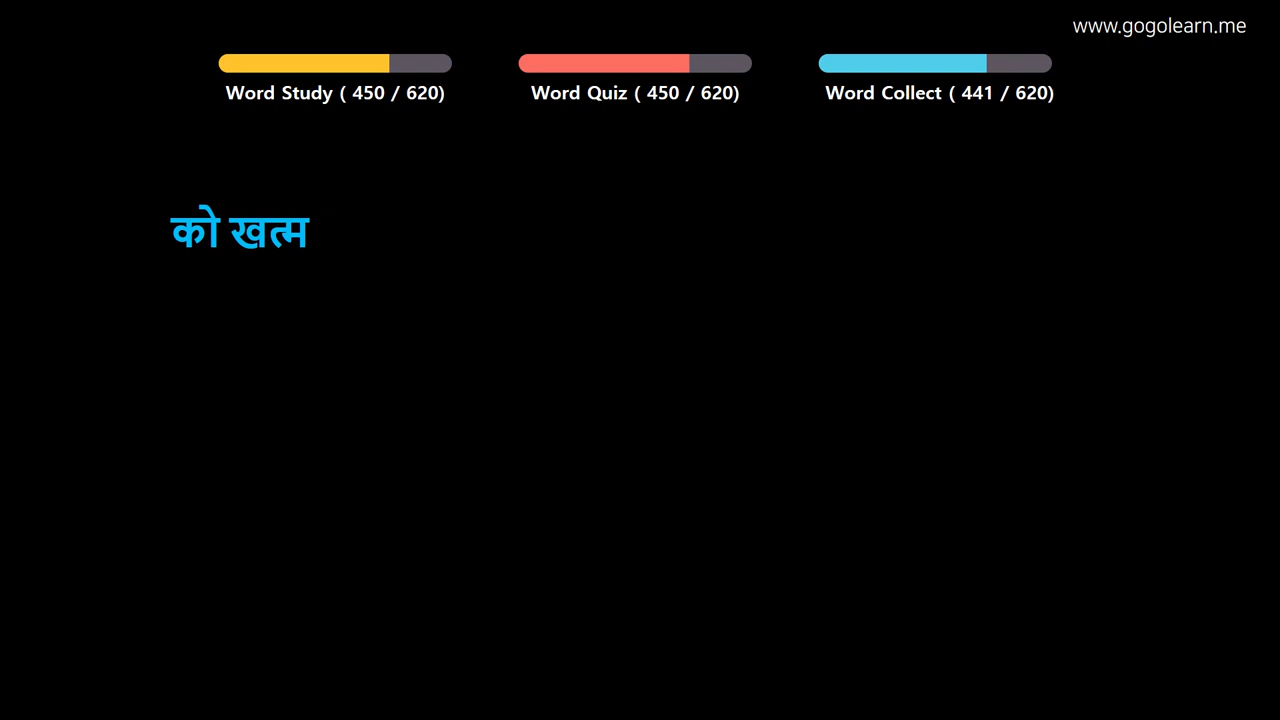 www.gogolearn.me
Word Study ( 450 / 620)
Word Quiz ( 450 / 620)
Word Collect ( 441 / 620)
को खत्म